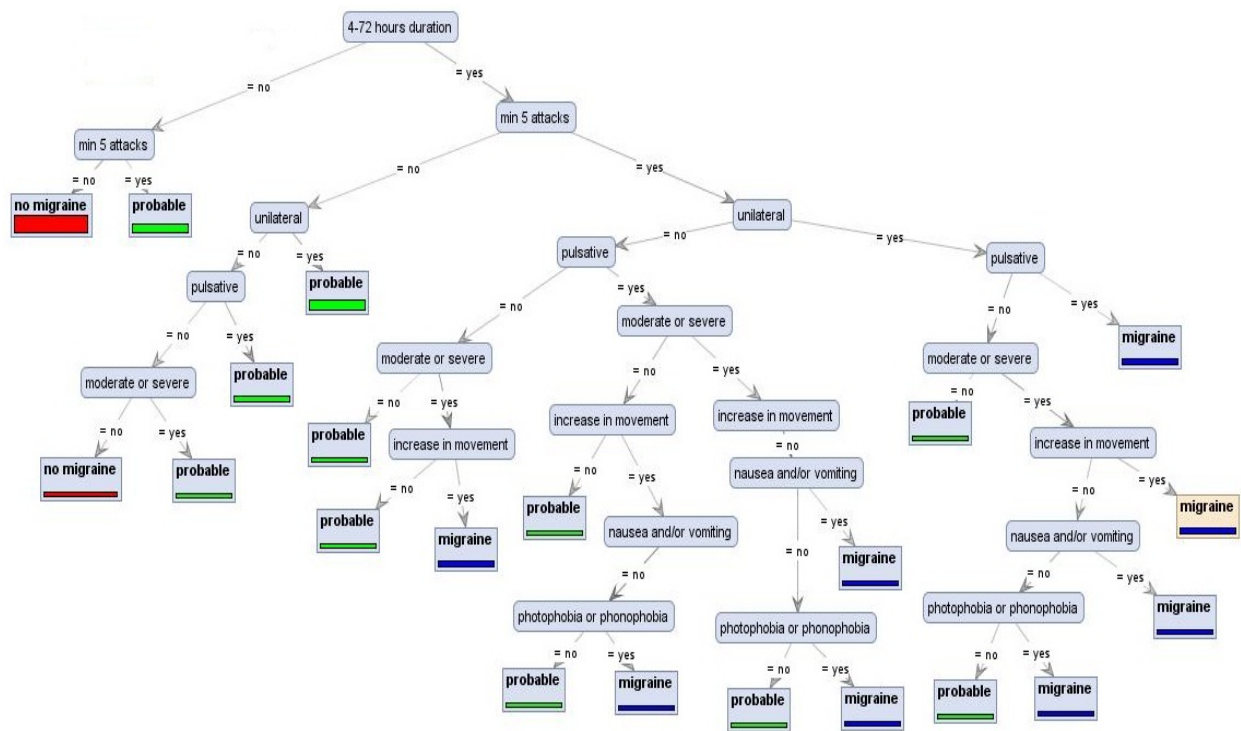 4-72 hours duration
= no
= yes
min 5 attacks
min 5 attacks
= no
= yes
= no
= yes
no migraine
probable
unilateral
unilateral
= no
= yes
= no
= yes
pulsative
pulsative
pulsative
probable
= no
= yes
= no
= yes
= no
= yes
moderate or severe
migraine
moderate or severe
moderate or severe
moderate or severe
probable
= no
= yes
= no
= yes
= no
= yes
= no
= yes
increase in movement
increase in movement
probable
probable
increase in movement
increase in movement
no migraine
probable
= no
= yes
= no
= yes
= no
= no
= yes
nausea and/or vomiting
probable
migraine
probable
migraine
nausea and/or vomiting
nausea and/or vomiting
= no
= yes
= no
= yes
= no
= yes
migraine
migraine
photophobia or phonophobia
photophobia or phonophobia
photophobia or phonophobia
= no
= yes
= no
= yes
= no
= yes
probable
migraine
probable
migraine
probable
migraine